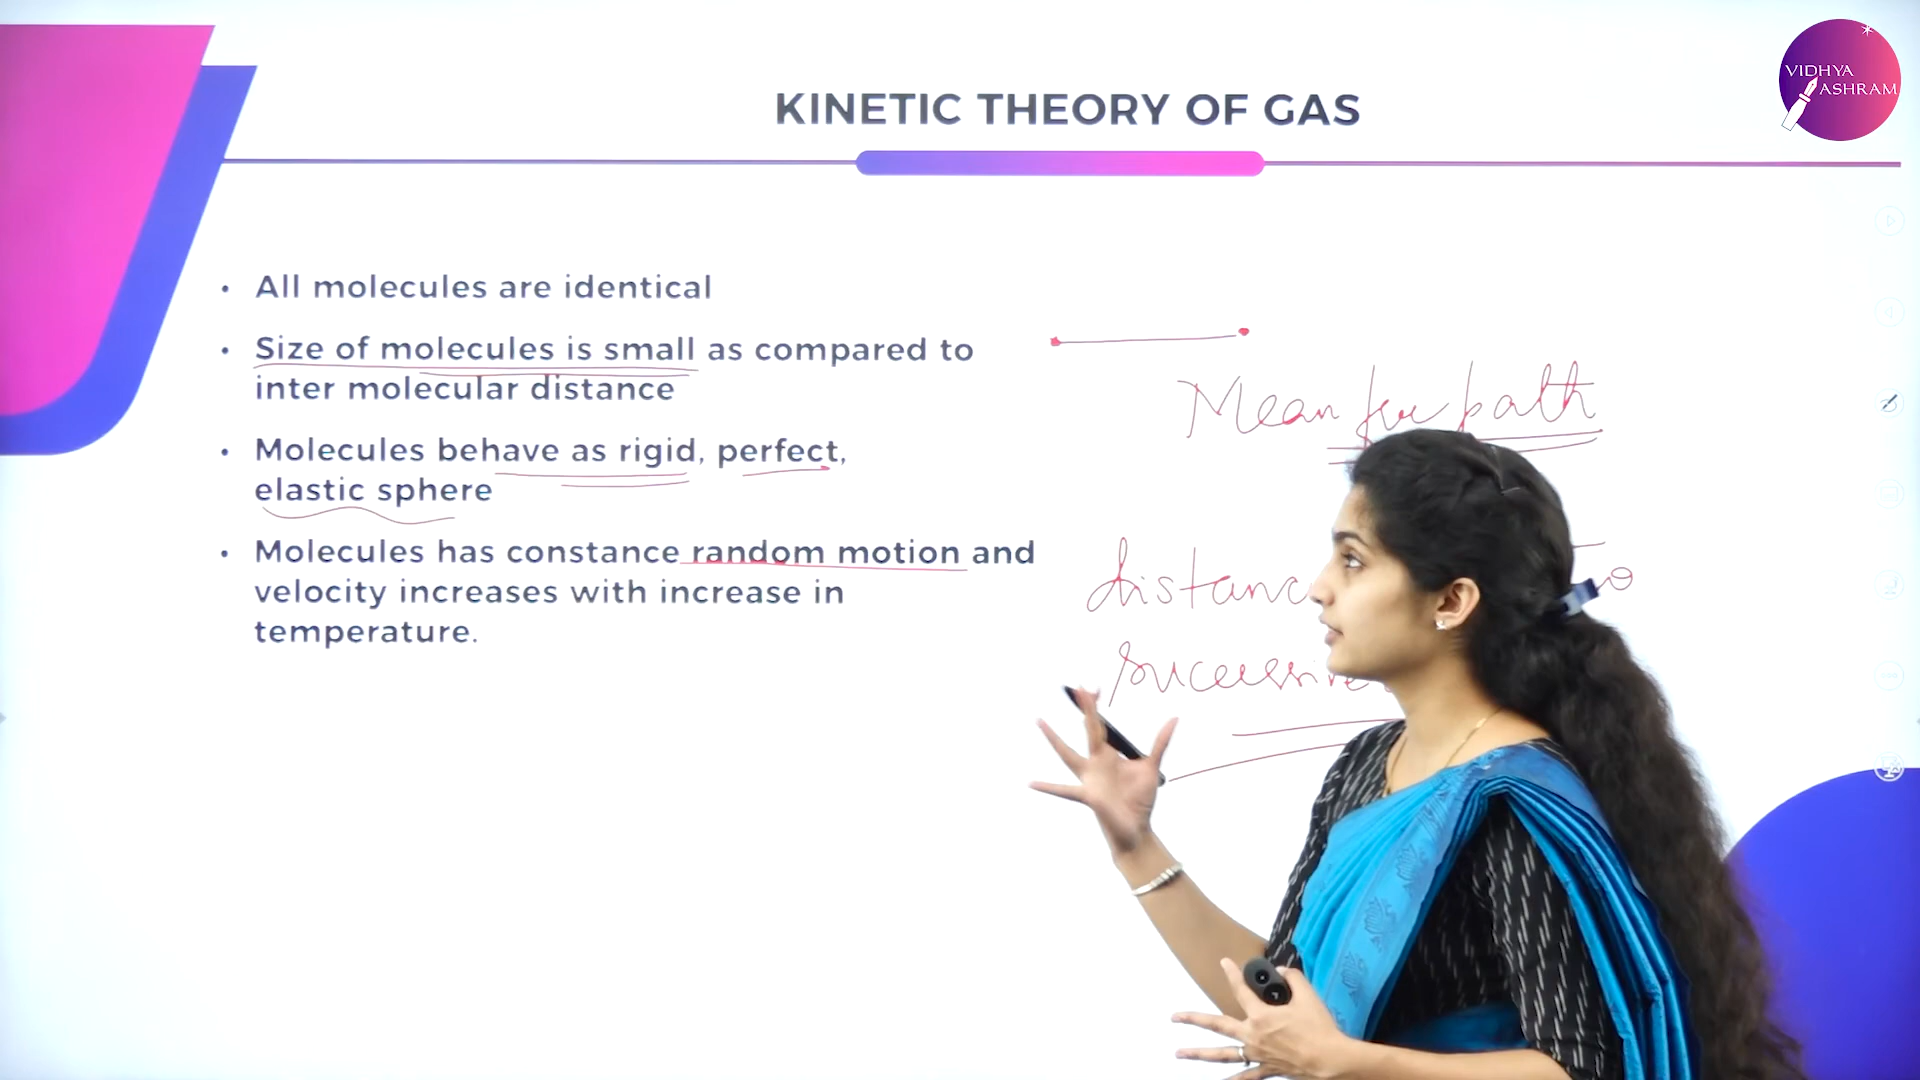 VIDHYA
ASHRAM
KINETIC THEORY OF GAS
• All molecules are identical
• Size of molecules is small as compared to
inter molecular distance
• Molecules behave as rigid, perfect,
elastic sphere
• Molecules has constance random motion and
velocity increases with increase in
temperature.
Mean free path
distanc
successive